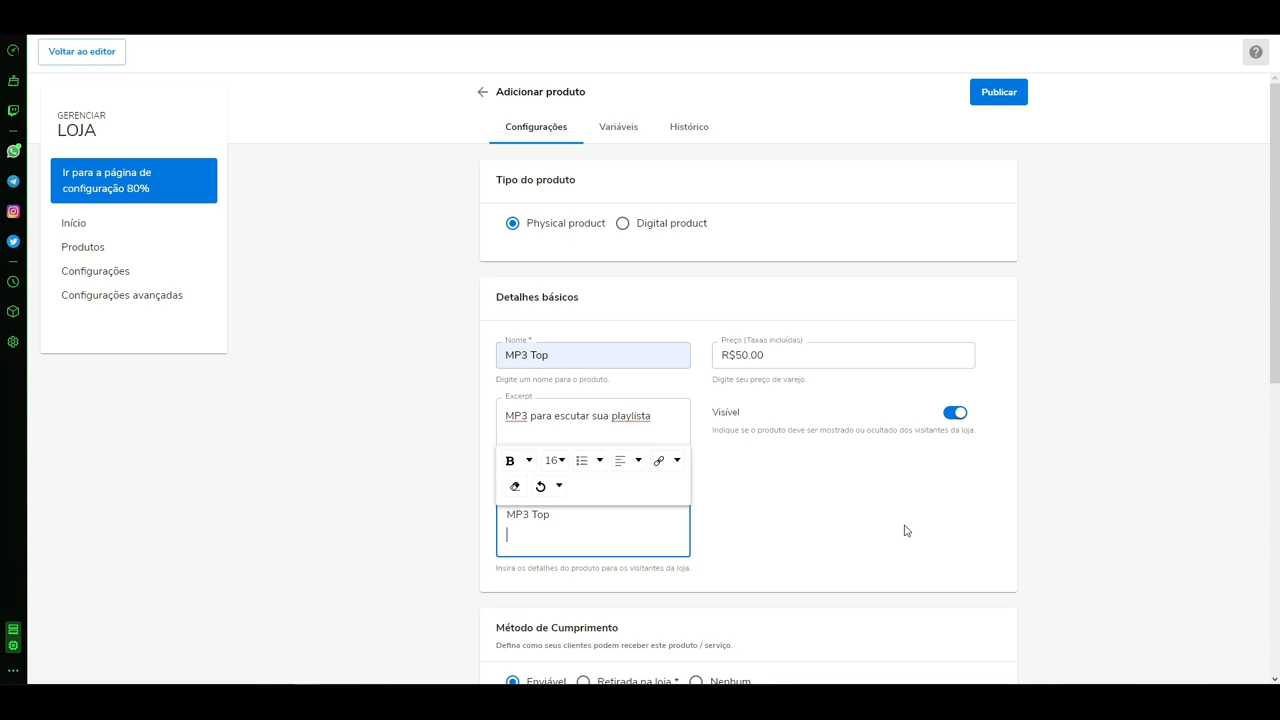 Voltar ao editor
Adicionar produto
Publicar
Configurações
Variáveis
Histórico
GERENCIAR
LOJA
Ir para a página de
configuração 80%
Início
Produtos
Configurações
Configurações avançadas
Tipo do produto
Physical product
Digital product
Detalhes básicos
Nome *
MP3 Top
Digite um nome para o produto.
Preço (Taxas incluídas)
R$50.00
Digite seu preço de varejo.
Excerpt
MP3 para escutar sua playlista
Visível
Indique se o produto deve ser mostrado ou ocultado dos visitantes da loja.
B
16
MP3 Top
Insira os detalhes do produto para os visitantes da loja.
Método de Cumprimento
Defina como seus clientes podem receber este produto / serviço.
Enviável
Retirada na loja *
Nenhum